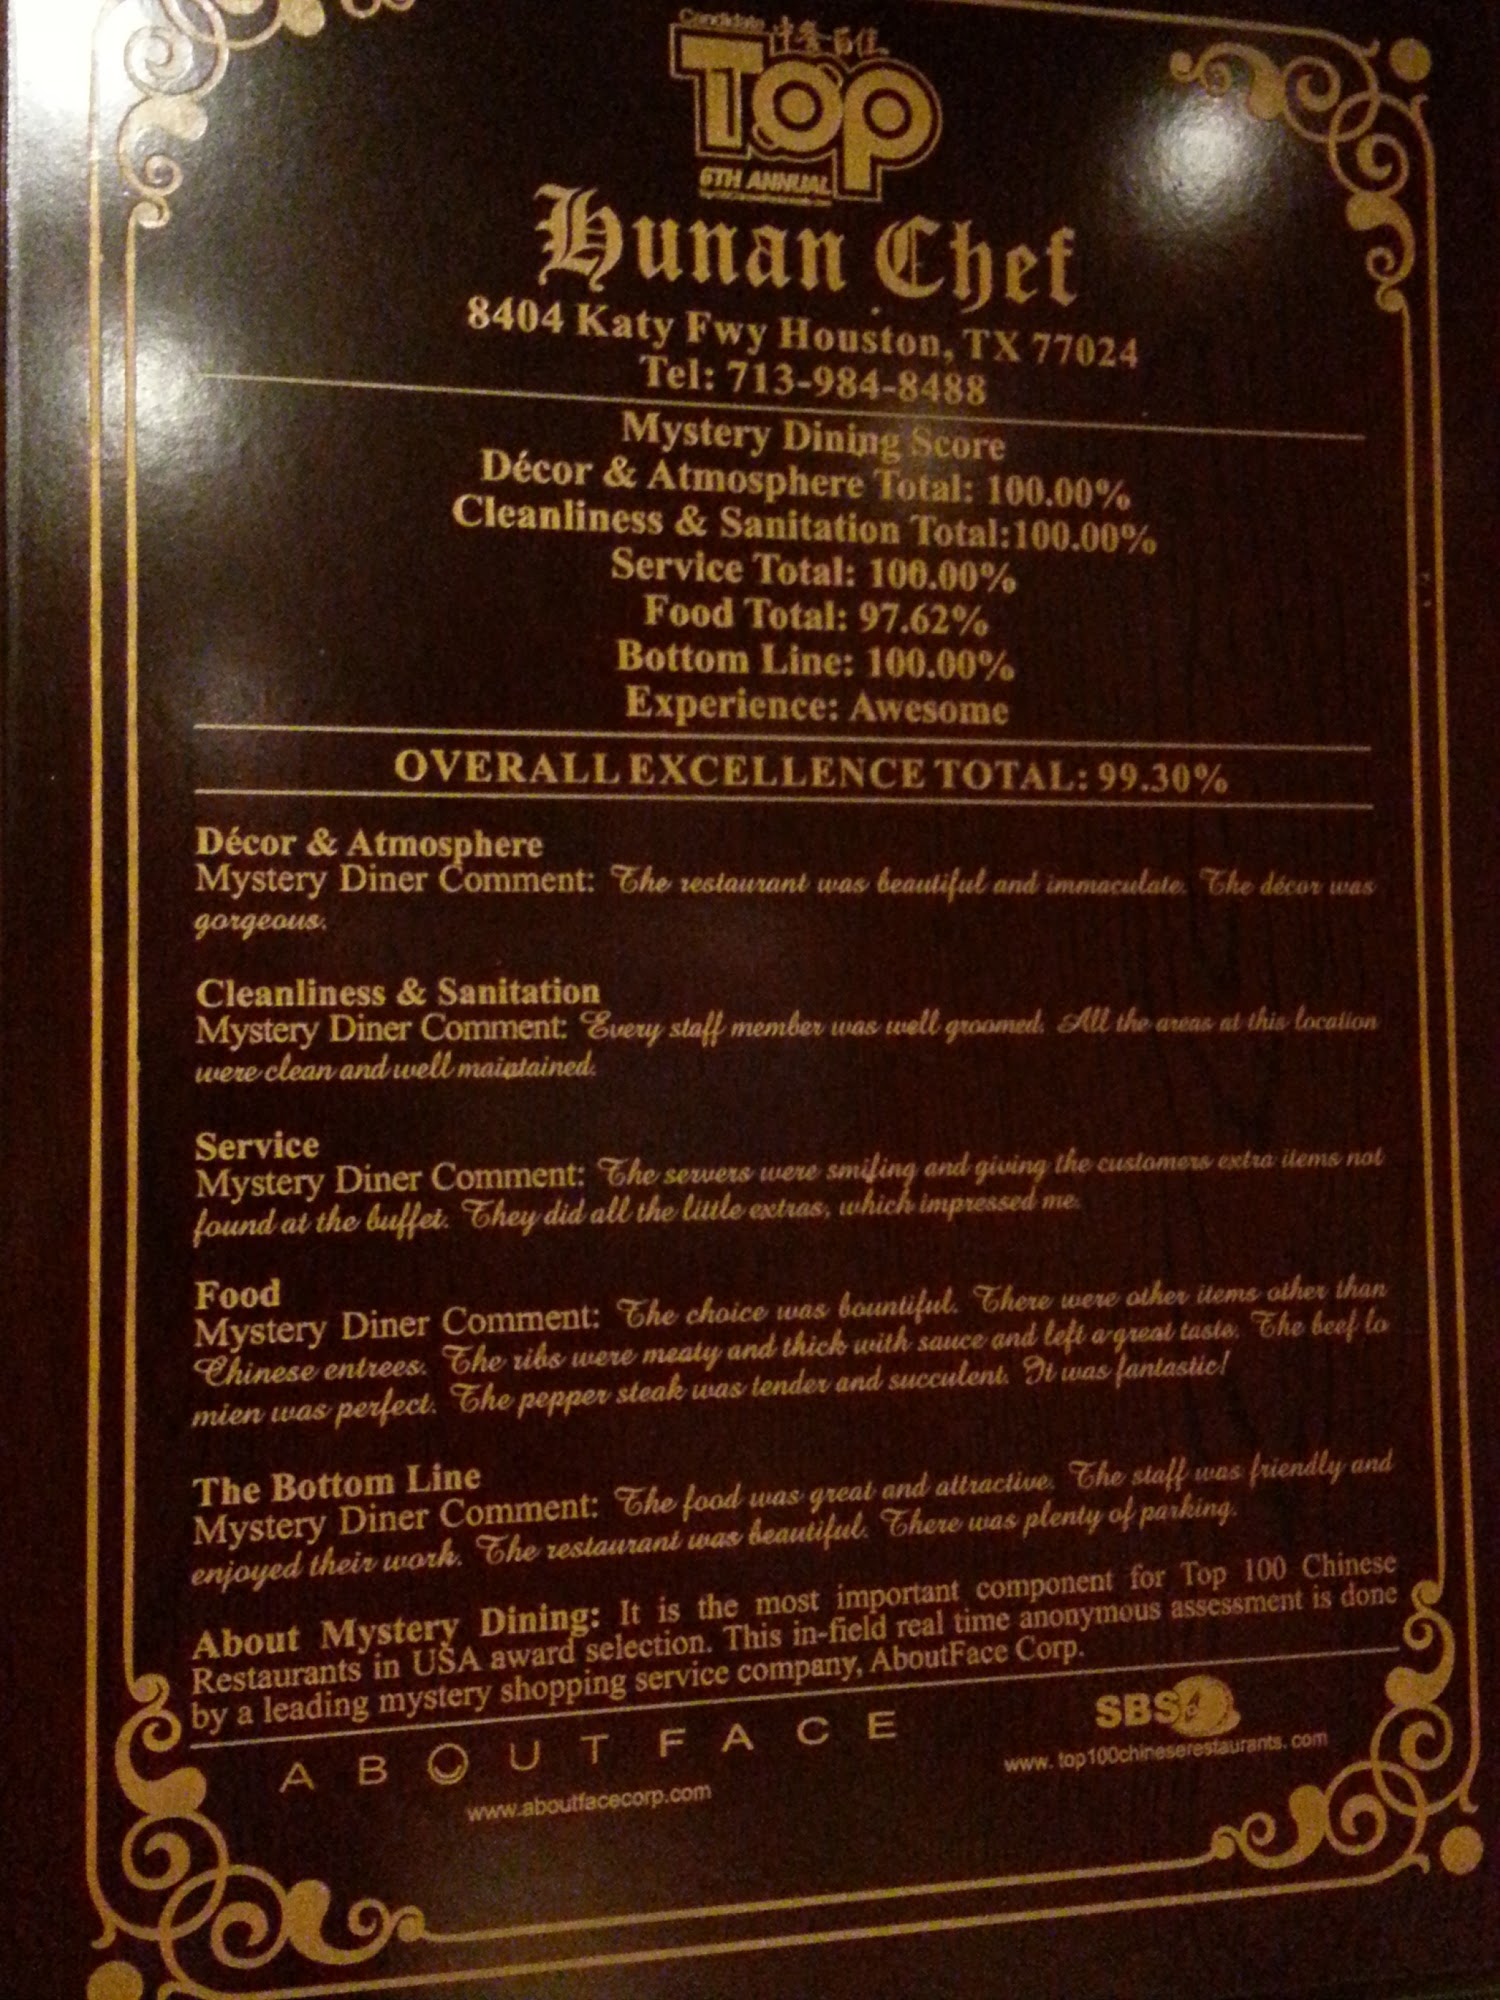 Candidate 中餐百佳
Top
6TH ANNUAL
Hunan Chef
8404 Katy Fwy Houston, TX 77024
Tel: 713-984-8488
Mystery Dining Score
Décor & Atmosphere Total: 100.00%
Cleanliness & Sanitation Total:100.00%
Service Total: 100.00%
Food Total: 97.62%
Bottom Line: 100.00%
Experience: Awesome
OVERALL EXCELLENCE TOTAL: 99.30%
Décor & Atmosphere
Mystery Diner Comment: The restaurant was beautiful and immaculate. The décor was
gorgeous.
Cleanliness & Sanitation
Mystery Diner Comment: Every staff member was well groomed. All the areas at this location
were clean and well maintained.
Service
Mystery Diner Comment: The servers were smiling and giving the customers extra items not
found at the buffet. They did all the little extras, which impressed me.
Food
Mystery Diner Comment: The choice was bountiful. There were other items other than
Chinese entrees. The ribs were meaty and thick with sauce and left a great taste. The beef lo
mien was perfect. The pepper steak was tender and succulent. It was fantastic!
The Bottom Line
Mystery Diner Comment: The food was great and attractive. The staff was friendly and
enjoyed their work. The restaurant was beautiful. There was plenty of parking.
About Mystery Dining: It is the most important component for Top 100 Chinese
Restaurants in USA award selection. This in-field real time anonymous assessment is done
by a leading mystery shopping service company, AboutFace Corp.
ABOUT FACE
www.aboutfacecorp.com
SBS
www. top100chineserestaurants. com